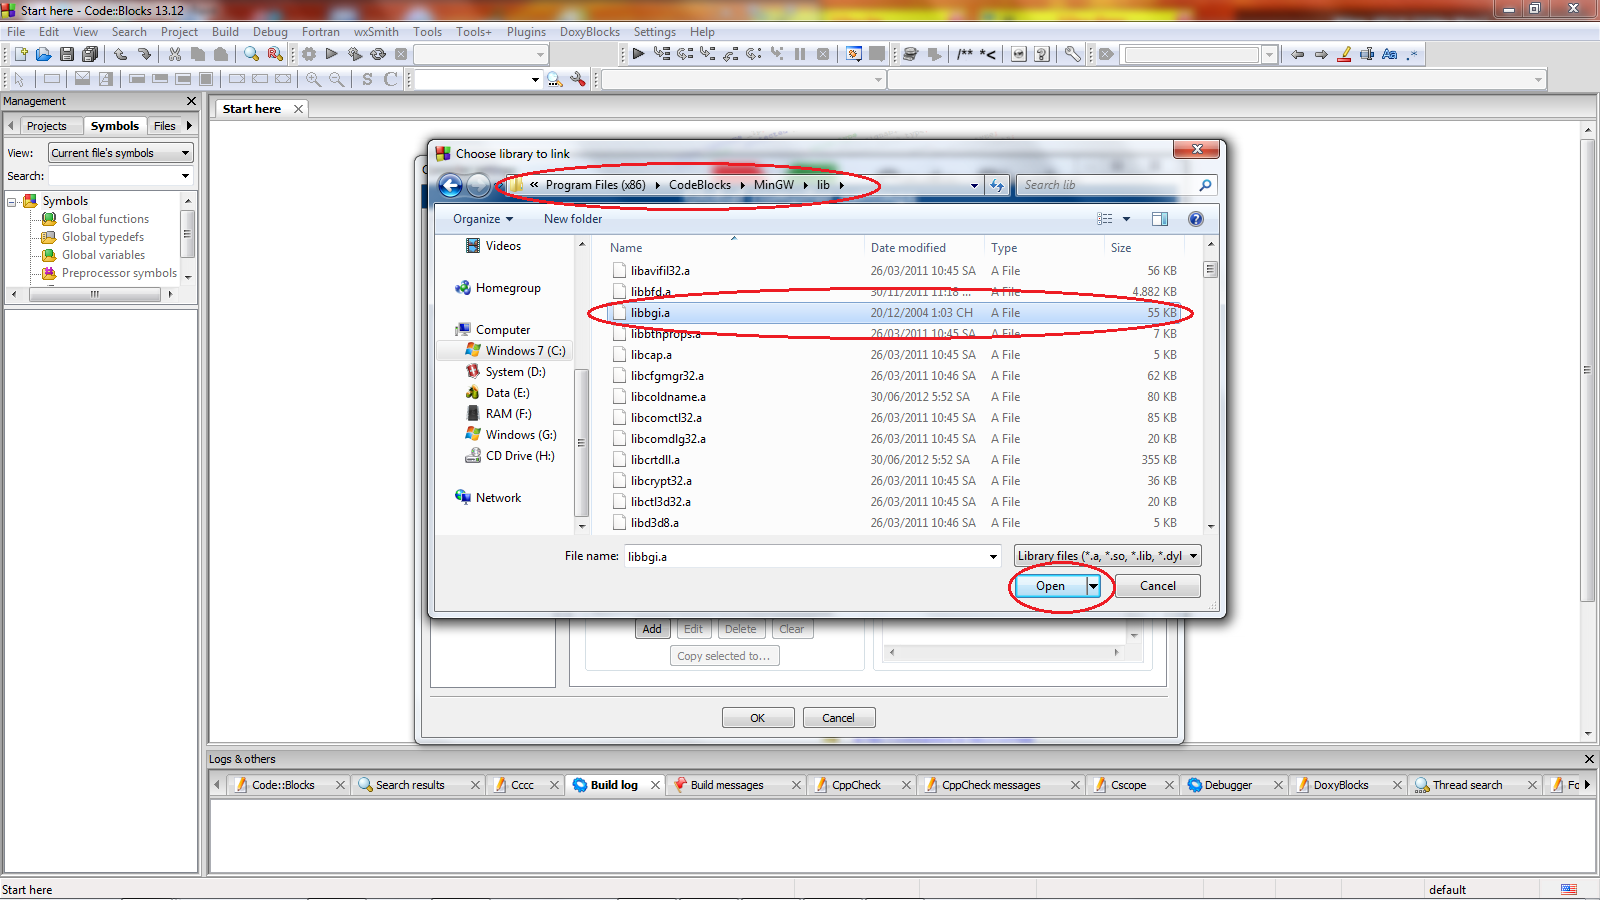 Start here - Code::Blocks 13.12
File Edit View Search Project Build Debug Fortran wxSmith Tools Tools+ Plugins DoxyBlocks Settings Help
Management
Projects Symbols Files
View: Current file's symbols
Search:
Symbols
Global functions
Global typedefs
Global variables
Preprocessor symbols
Start here
Choose library to link
« Program Files (x86) CodeBlocks MinGW lib
Search lib
Organize New folder
Videos
Homegroup
Computer
Windows 7 (C:)
System (D:)
Data (E:)
RAM (F:)
Windows (G:)
CD Drive (H:)
Network
Name Date modified Type Size
libavifil32.a 26/03/2011 10:45 SA A File 56 KB
libbfd.a 30/11/2011 11:18 ... A File 4.882 KB
libbgi.a 20/12/2004 1:03 CH A File 55 KB
libbthprops.a 26/03/2011 10:45 SA A File 7 KB
libcap.a 26/03/2011 10:45 SA A File 5 KB
libcfgmgr32.a 26/03/2011 10:46 SA A File 62 KB
libcoldname.a 30/06/2012 5:52 SA A File 80 KB
libcomctl32.a 26/03/2011 10:45 SA A File 85 KB
libcomdlg32.a 26/03/2011 10:45 SA A File 20 KB
libcrtdll.a 30/06/2012 5:52 SA A File 355 KB
libcrypt32.a 26/03/2011 10:45 SA A File 36 KB
libctl3d32.a 26/03/2011 10:45 SA A File 20 KB
libd3d8.a 26/03/2011 10:46 SA A File 5 KB
File name: libbgi.a
Library files (*.a, *.so, *.lib, *.dyl
Open Cancel
Add Edit Delete Clear
Copy selected to...
OK Cancel
Logs & others
Code::Blocks Search results Cccc Build log Build messages CppCheck CppCheck messages Cscope Debugger DoxyBlocks Thread search Fo
Start here default